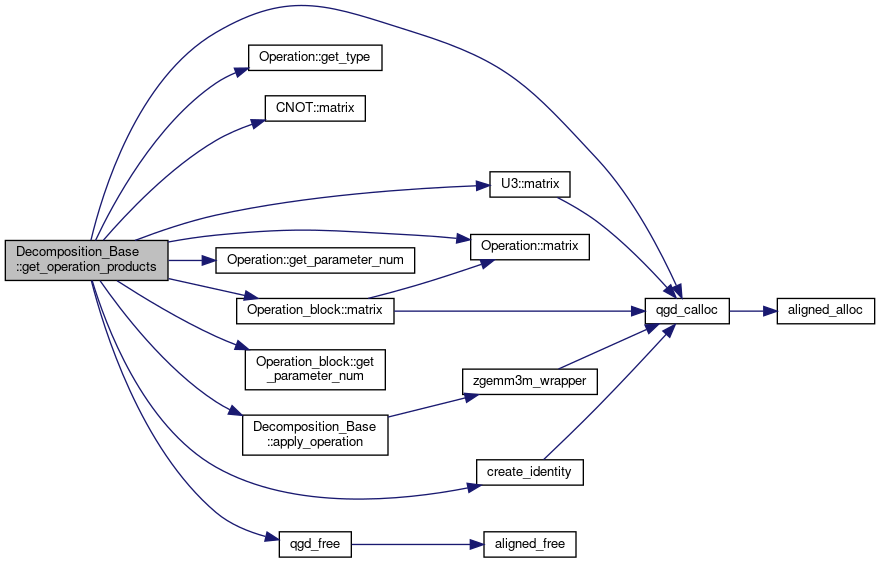 Decomposition_Base
::get_operation_products
Operation::get_type
CNOT::matrix
U3::matrix
Operation::matrix
Operation::get_parameter_num
Operation_block::matrix
qgd_calloc
aligned_alloc
Operation_block::get
_parameter_num
zgemm3m_wrapper
Decomposition_Base
::apply_operation
create_identity
qgd_free
aligned_free